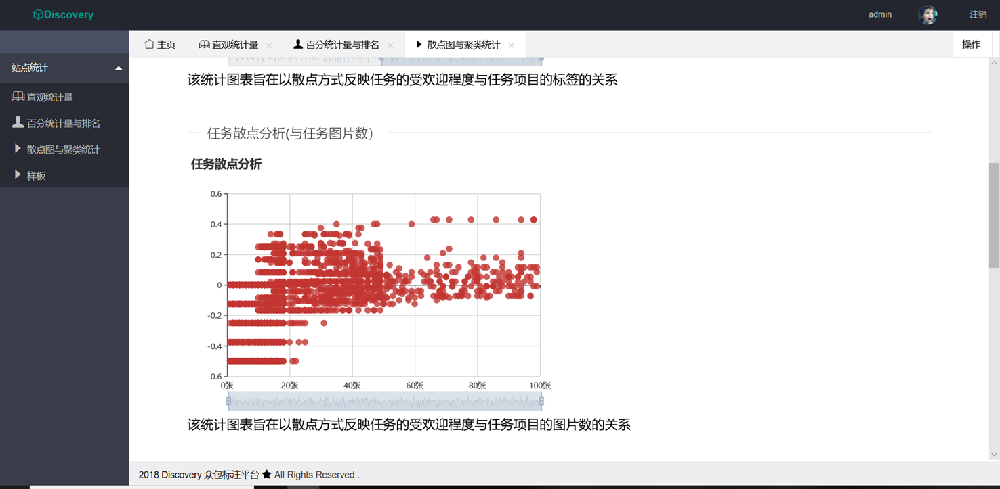 Discovery
admin
注销
主页
直观统计量
百分统计量与排名
散点图与聚类统计
操作
站点统计
直观统计量
百分统计量与排名
散点图与聚类统计
样板
该统计图表旨在以散点方式反映任务的受欢迎程度与任务项目的标签的关系
任务散点分析(与任务图片数）
任务散点分析
0.6
0.4
0.2
0
-0.2
-0.4
-0.6
0张 20张 40张 60张 80张 100张
该统计图表旨在以散点方式反映任务的受欢迎程度与任务项目的图片数的关系
2018 Discovery 众包标注平台 ★ All Rights Reserved .